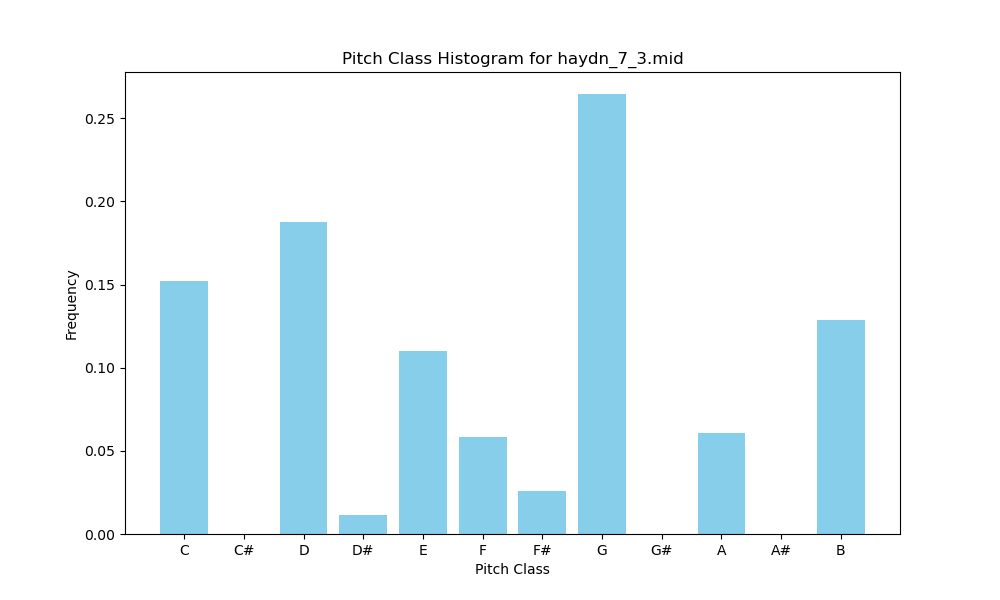 Pitch Class Histogram for haydn_7_3.mid
Frequency
0.25
0.20
0.15
0.10
0.05
0.00
C C# D D# E F F# G G# A A# B
Pitch Class